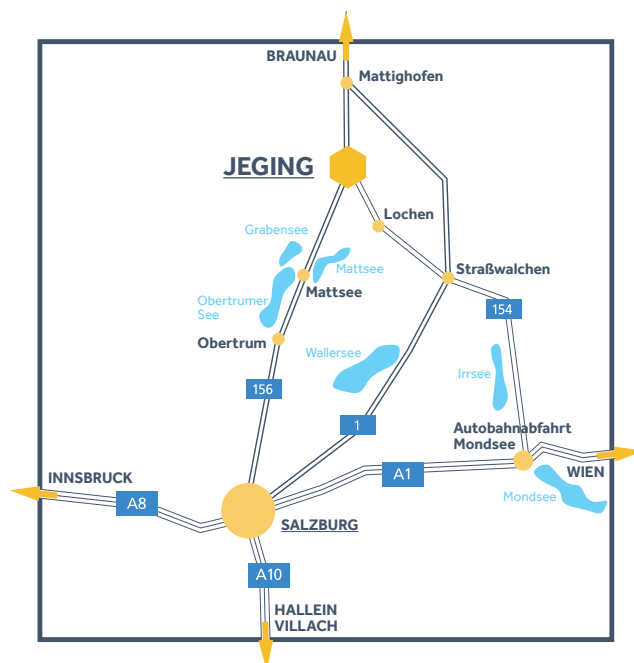 BRAUNAU
Mattighofen
JEGING
Lochen
Grabensee
Mattsee
Straßwalchen
Mattsee
Obertrumer
See
154
Obertrum
Wallersee
Irrsee
156
1
Autobahnabfahrt
Mondsee
INNSBRUCK
A1
WIEN
A8
Mondsee
SALZBURG
A10
HALLEIN
VILLACH